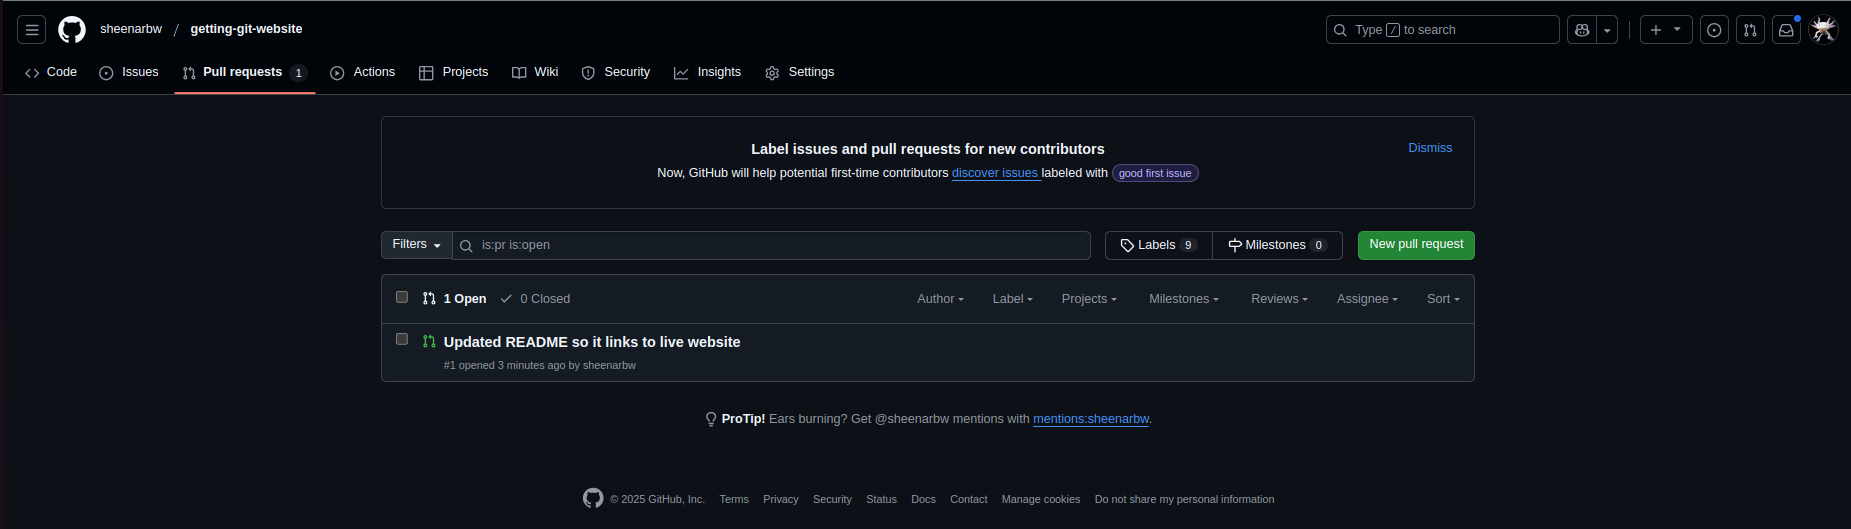 sheenarbw / getting-git-website
Type / to search
Code Issues Pull requests 1 Actions Projects Wiki Security Insights Settings
Label issues and pull requests for new contributors
Dismiss
Now, GitHub will help potential first-time contributors discover issues labeled with good first issue
Filters is:pr is:open Labels 9 Milestones 0 New pull request
1 Open 0 Closed Author Label Projects Milestones Reviews Assignee Sort
Updated README so it links to live website
#1 opened 3 minutes ago by sheenarbw
ProTip! Ears burning? Get @sheenarbw mentions with mentions:sheenarbw.
© 2025 GitHub, Inc. Terms Privacy Security Status Docs Contact Manage cookies Do not share my personal information